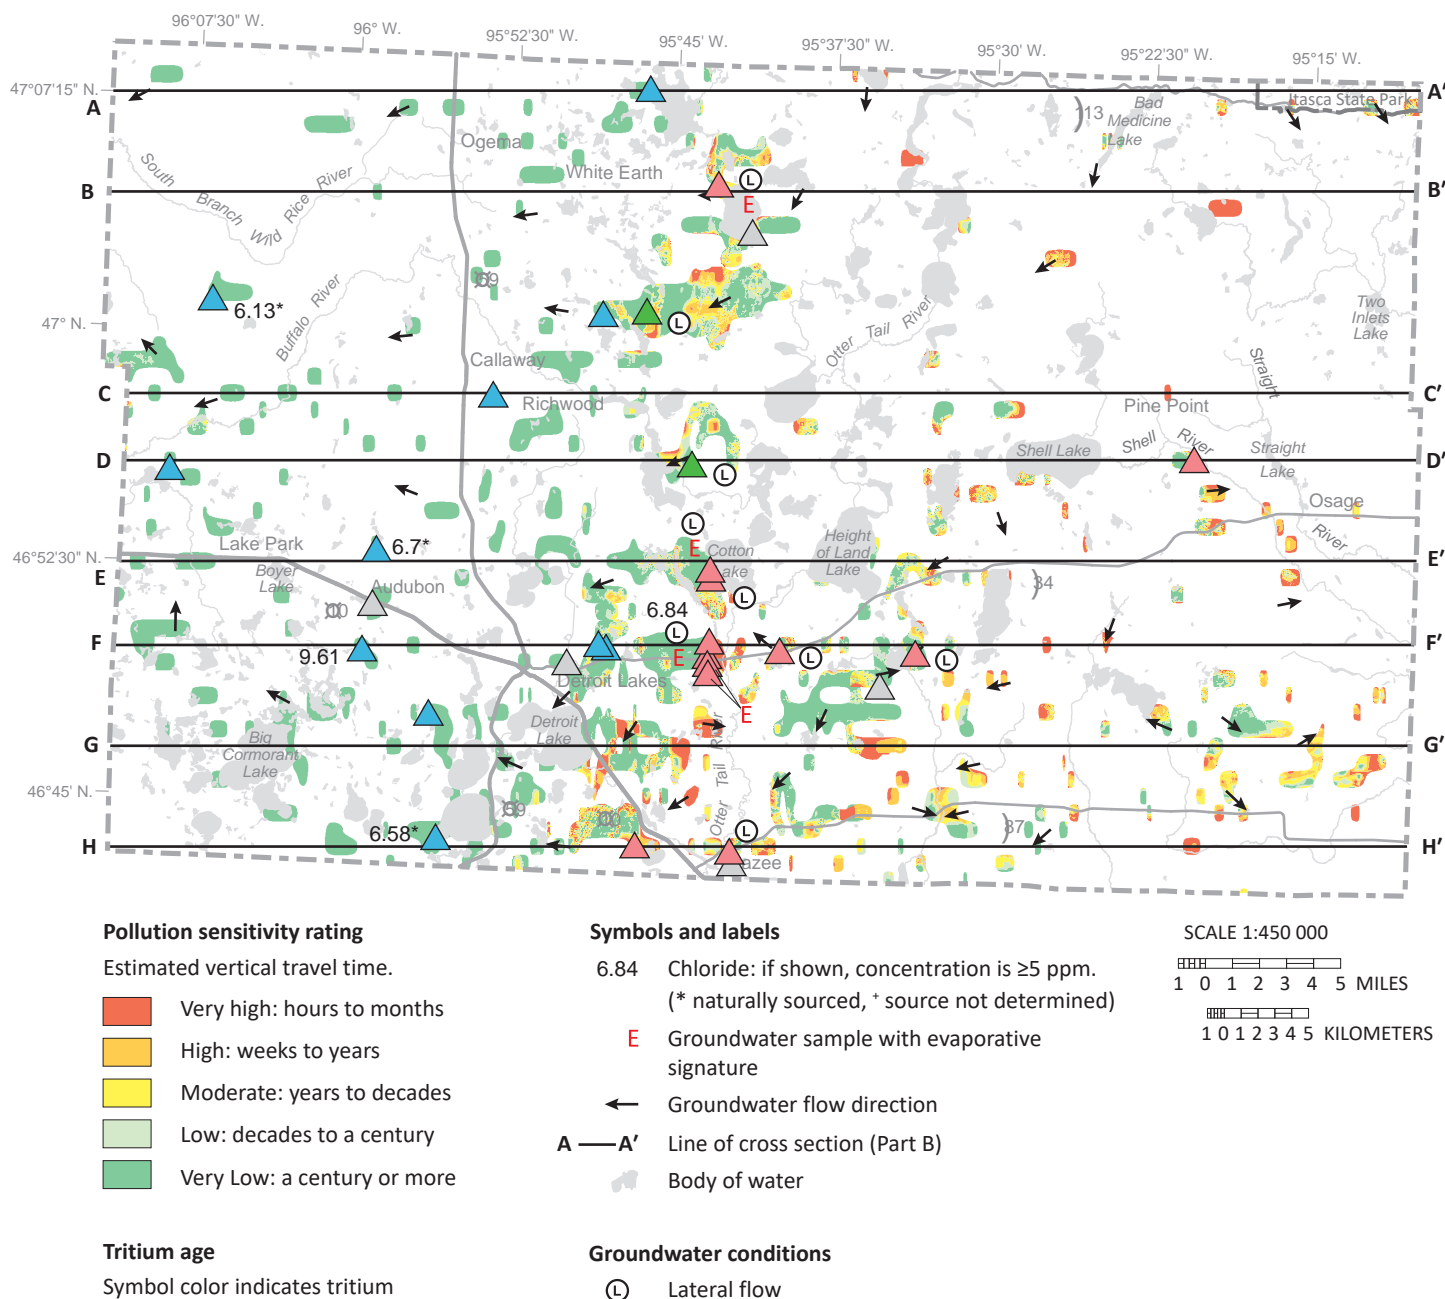 96°07'30" W.
96° W.
95°52'30" W.
95°45' W.
95°37'30" W.
95°30' W.
95°22'30" W.
95°15' W.
47°07'15" N.
A
A'
Itasca State Park
13
Bad
Medicine
Lake
Ogema
South
Branch
Wild
Rice
River
White Earth
L
B
B'
E
6.13*
59
Buffalo
River
47° N.
L
Otter
Tail
River
Two
Inlets
Lake
Callaway
Straight
C
C'
Richwood
Pine Point
D
D'
Shell Lake
Shell
River
Straight
Lake
L
Osage
L
Lake Park
6.7*
46°52'30" N.
E
E'
E
Cotton
Lake
Height
of Land
Lake
River
Boyer
Lake
Audubon
10
34
L
6.84
L
F
F'
9.61
E
L
L
Detroit Lakes
E
Detroit
Lake
Big
Cormorant
Lake
G
G'
Otter
Tail
River
46°45' N.
59
10
87
6.58*
L
H
H'
azee
Pollution sensitivity rating
Estimated vertical travel time.
Very high: hours to months
High: weeks to years
Moderate: years to decades
Low: decades to a century
Very Low: a century or more
Tritium age
Symbol color indicates tritium
Symbols and labels
6.84 Chloride: if shown, concentration is ≥5 ppm.
(* naturally sourced, + source not determined)
E Groundwater sample with evaporative
signature
Groundwater flow direction
A A' Line of cross section (Part B)
Body of water
Groundwater conditions
L Lateral flow
SCALE 1:450 000
1 0 1 2 3 4 5 MILES
1 0 1 2 3 4 5 KILOMETERS